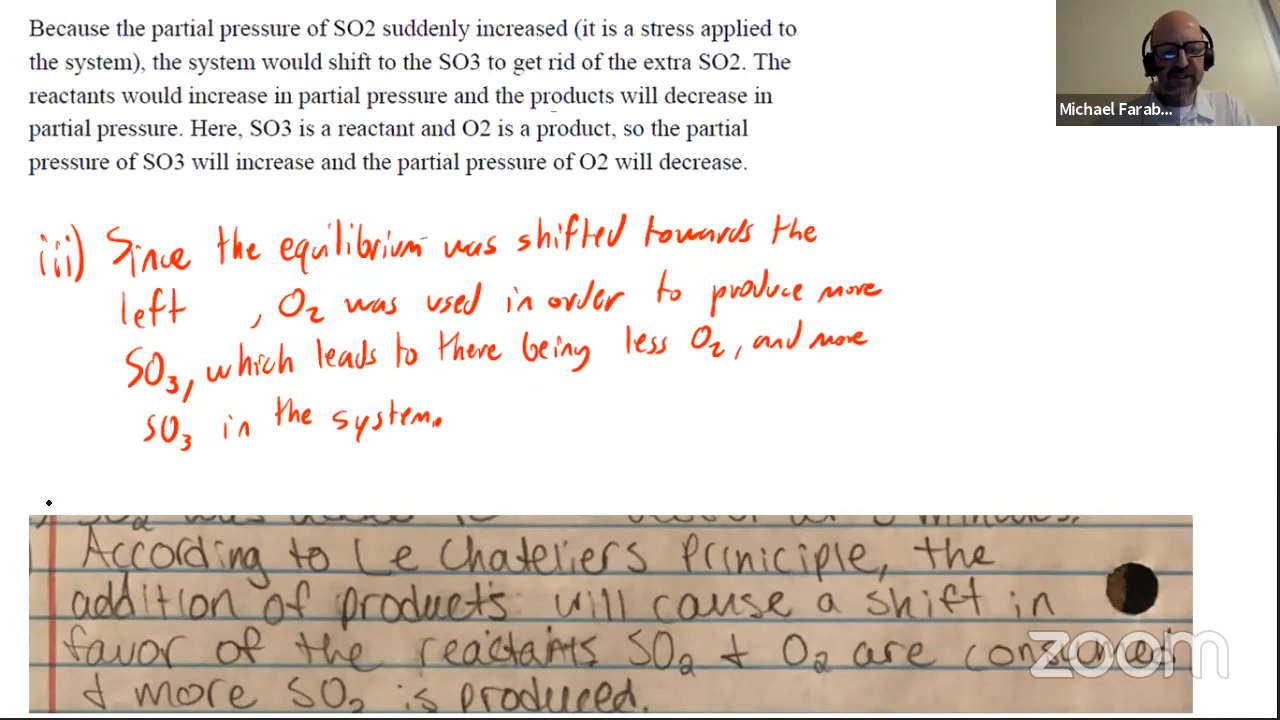 Because the partial pressure of SO2 suddenly increased (it is a stress applied to
the system), the system would shift to the SO3 to get rid of the extra SO2. The
reactants would increase in partial pressure and the products will decrease in
partial pressure. Here, SO3 is a reactant and O2 is a product, so the partial
pressure of SO3 will increase and the partial pressure of O2 will decrease.
Michael Farab...
iii) Since the equilibrium was shifted towards the
left , O₂ was used in order to produce more
SO₃, which leads to there being less O₂, and more
SO₃ in the system.
According to Le Chateliers Priniciple, the
addition of products will cause a shift in
favor of the reactants SO₂ + O₂ are consumed
+ more SO₃ is produced.
zoom